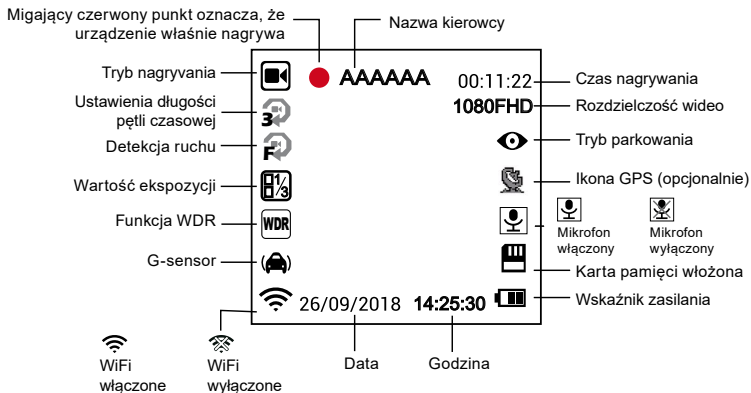 Migający czerwony punkt oznacza, że
urządzenie właśnie nagrywa
Nazwa kierowcy
Tryb nagryvania
AAAAAA
00:11:22
Czas nagrywania
Ustawienia długości
pętli czasowej
3
1080FHD
Rozdzielczość wideo
Detekcja ruchu
F
Tryb parkowania
Wartość ekspozycji
1/3
Ikona GPS (opcjonalnie)
Funkcja WDR
WDR
Mikrofon
włączony
Mikrofon
wyłączony
G-sensor
Karta pamięci włożona
26/09/2018
14:25:30
Wskaźnik zasilania
WiFi
włączone
WiFi
wyłączone
Data
Godzina